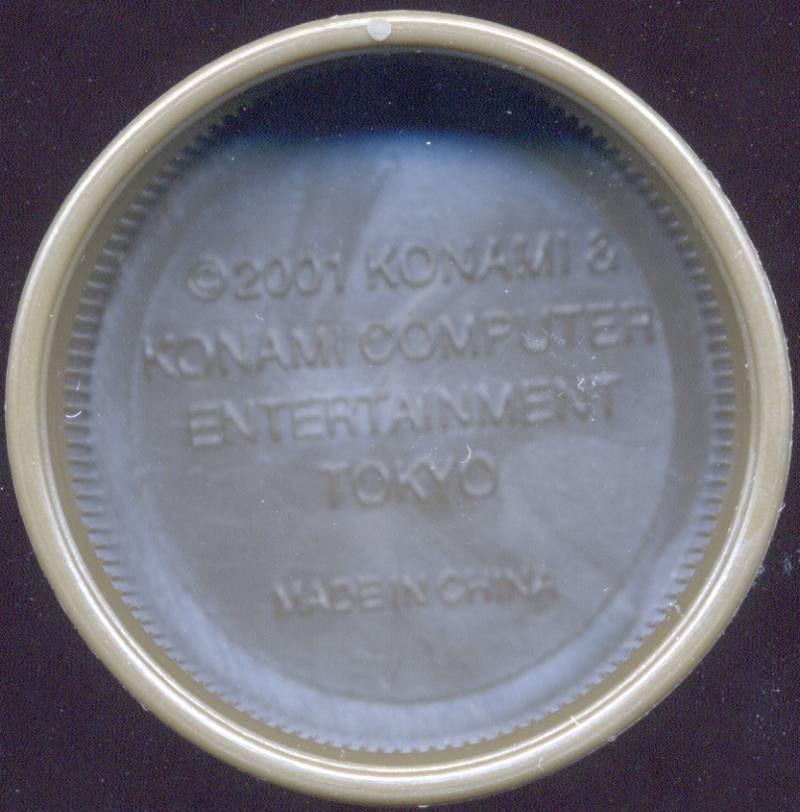 ©2001 KONAMI &
KONAMI COMPUTER
ENTERTAINMENT
TOKYO
MADE IN CHINA